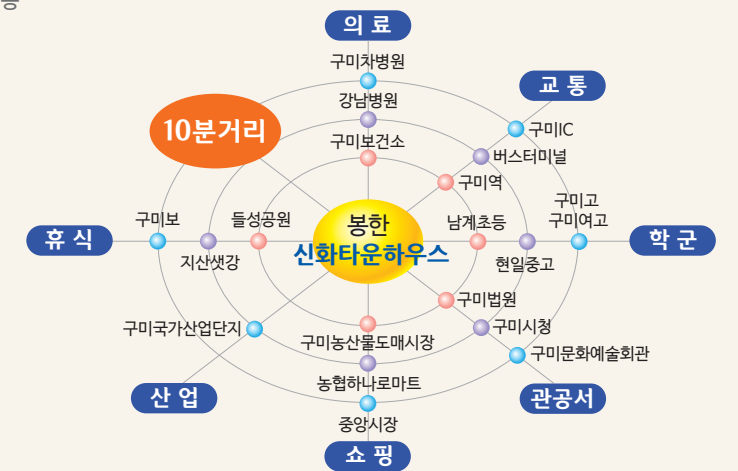 의 료
구미차병원
강남병원
구미보건소
교 통
구미IC
버스터미널
구미역
10분거리
휴 식
구미보
지산샛강
들성공원
봉한
신화타운하우스
남계초등
현일중고
구미고
구미여고
학 군
구미법원
구미시청
구미문화예술회관
관공서
구미국가산업단지
산 업
구미농산물도매시장
농협하나로마트
중앙시장
쇼 핑